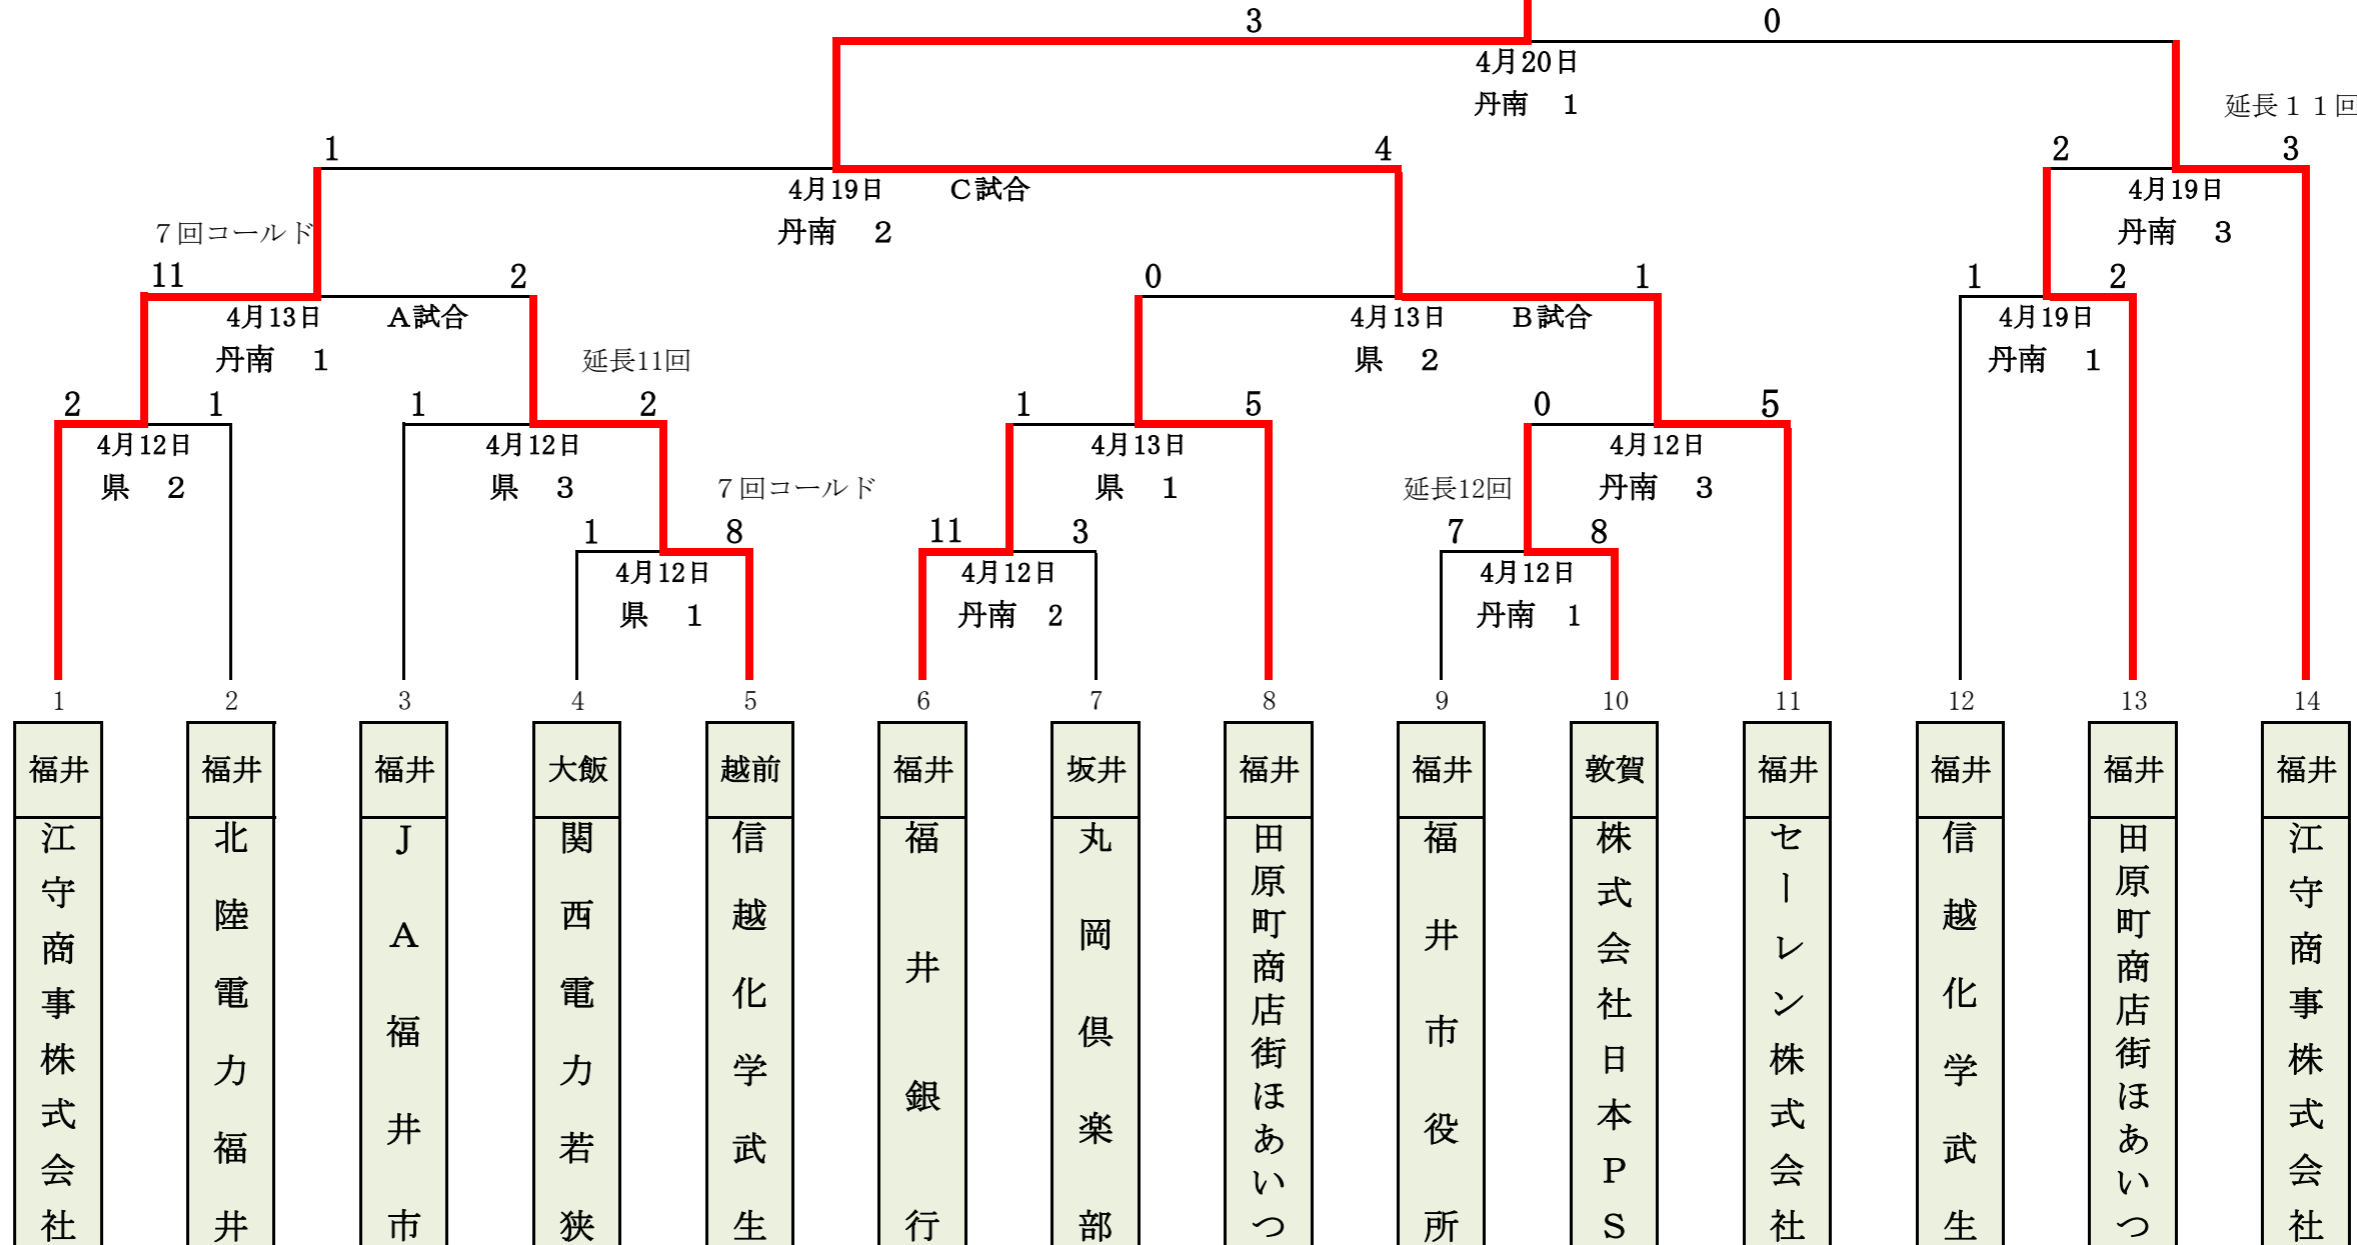 3 0
4月20日
丹南 1
延長１１回
1 4 2 3
4月19日 C試合 4月19日
丹南 2 丹南 3
７回コールド
11 2 0 1 1 2
4月13日 A試合 4月13日 B試合 4月19日
丹南 1 県 2 丹南 1
延長11回
2 1 1 2 1 5 0 5
4月12日 4月12日 4月13日 4月12日
県 2 県 3 県 1 丹南 3
７回コールド 延長12回
1 8 11 3 7 8
4月12日 4月12日 4月12日
県 1 丹南 2 丹南 1
1 2 3 4 5 6 7 8 9 10 11 12 13 14
福井 福井 福井 大飯 越前 福井 坂井 福井 福井 敦賀 福井 福井 福井 福井
江守商事株式会社
北陸電力福井
JA福井市
関西電力若狭
信越化学武生
福井銀行
丸岡倶楽部
田原町商店街ほあいつ
福井市役所
株式会社日本PS
セーレン株式会社
信越化学武生
田原町商店街ほあいつ
江守商事株式会社